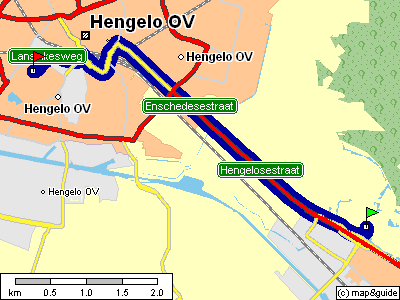 Hengelo OV
Lansinkesweg
Hengelo OV
Hengelo OV
Enschedesestraat
Hengelosestraat
Hengelo OV
km 0.5 1.0 1.5 2.0
(c) map&guide